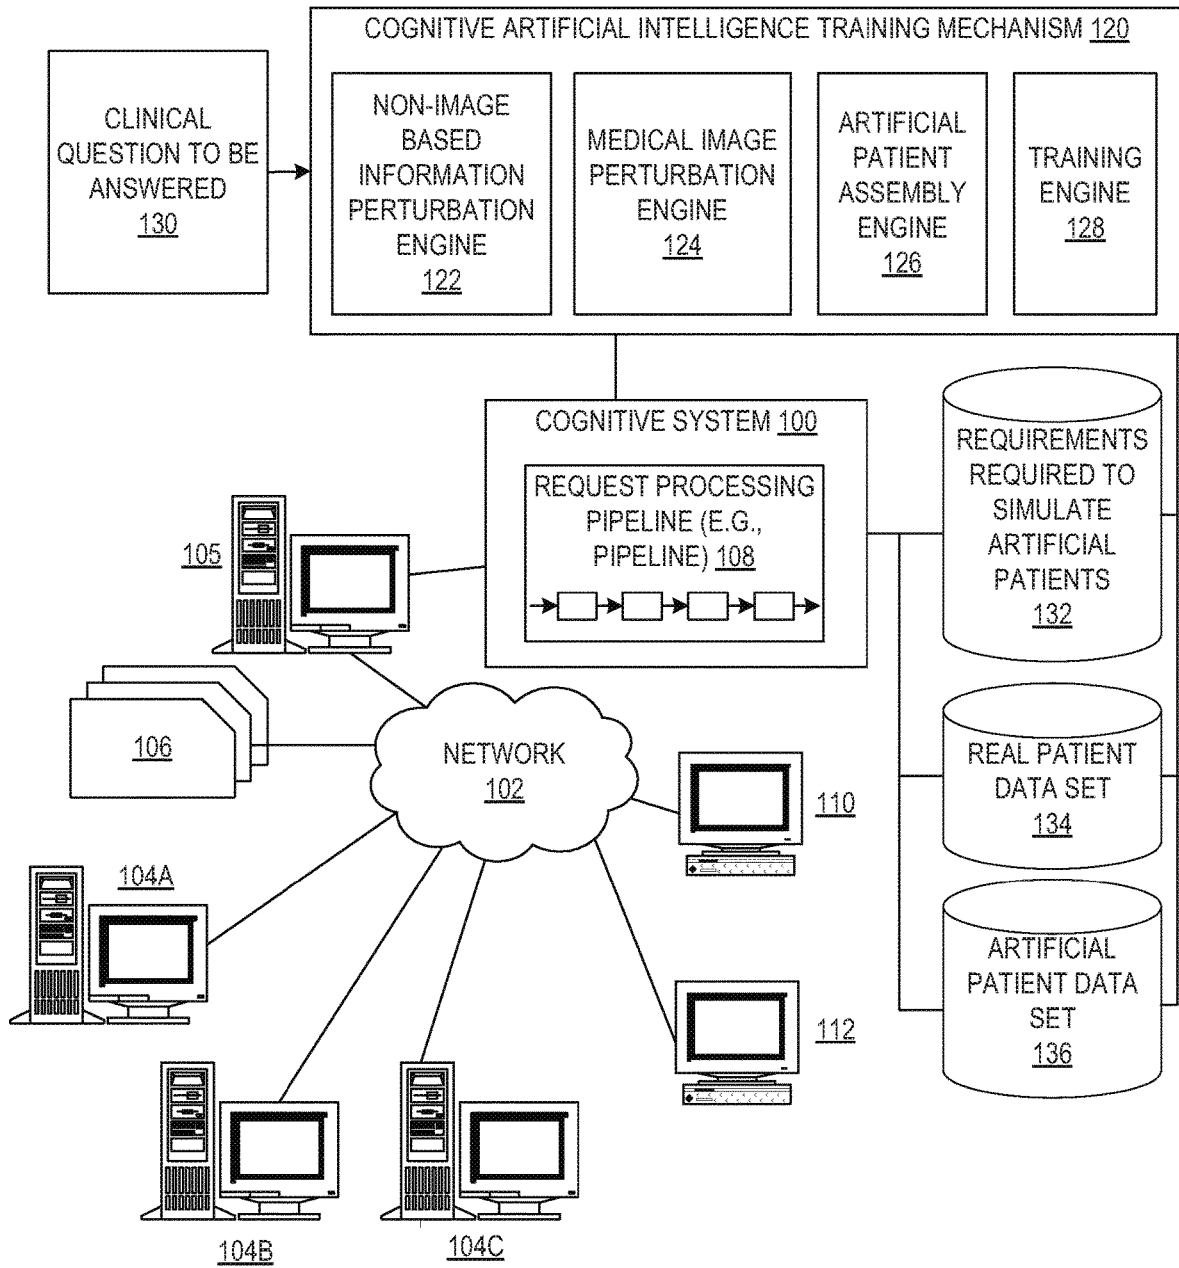 COGNITIVE ARTIFICIAL INTELLIGENCE TRAINING MECHANISM 120
CLINICAL
QUESTION TO BE
ANSWERED
130
NON-IMAGE
BASED
INFORMATION
PERTURBATION
ENGINE
122
MEDICAL IMAGE
PERTURBATION
ENGINE
124
ARTIFICIAL
PATIENT
ASSEMBLY
ENGINE
126
TRAINING
ENGINE
128
COGNITIVE SYSTEM 100
REQUEST PROCESSING
PIPELINE (E.G.,
PIPELINE) 108
REQUIREMENTS
REQUIRED TO
SIMULATE
ARTIFICIAL
PATIENTS
132
105
106
NETWORK
102
REAL PATIENT
DATA SET
134
110
104A
ARTIFICIAL
PATIENT DATA
SET
136
112
104B
104C